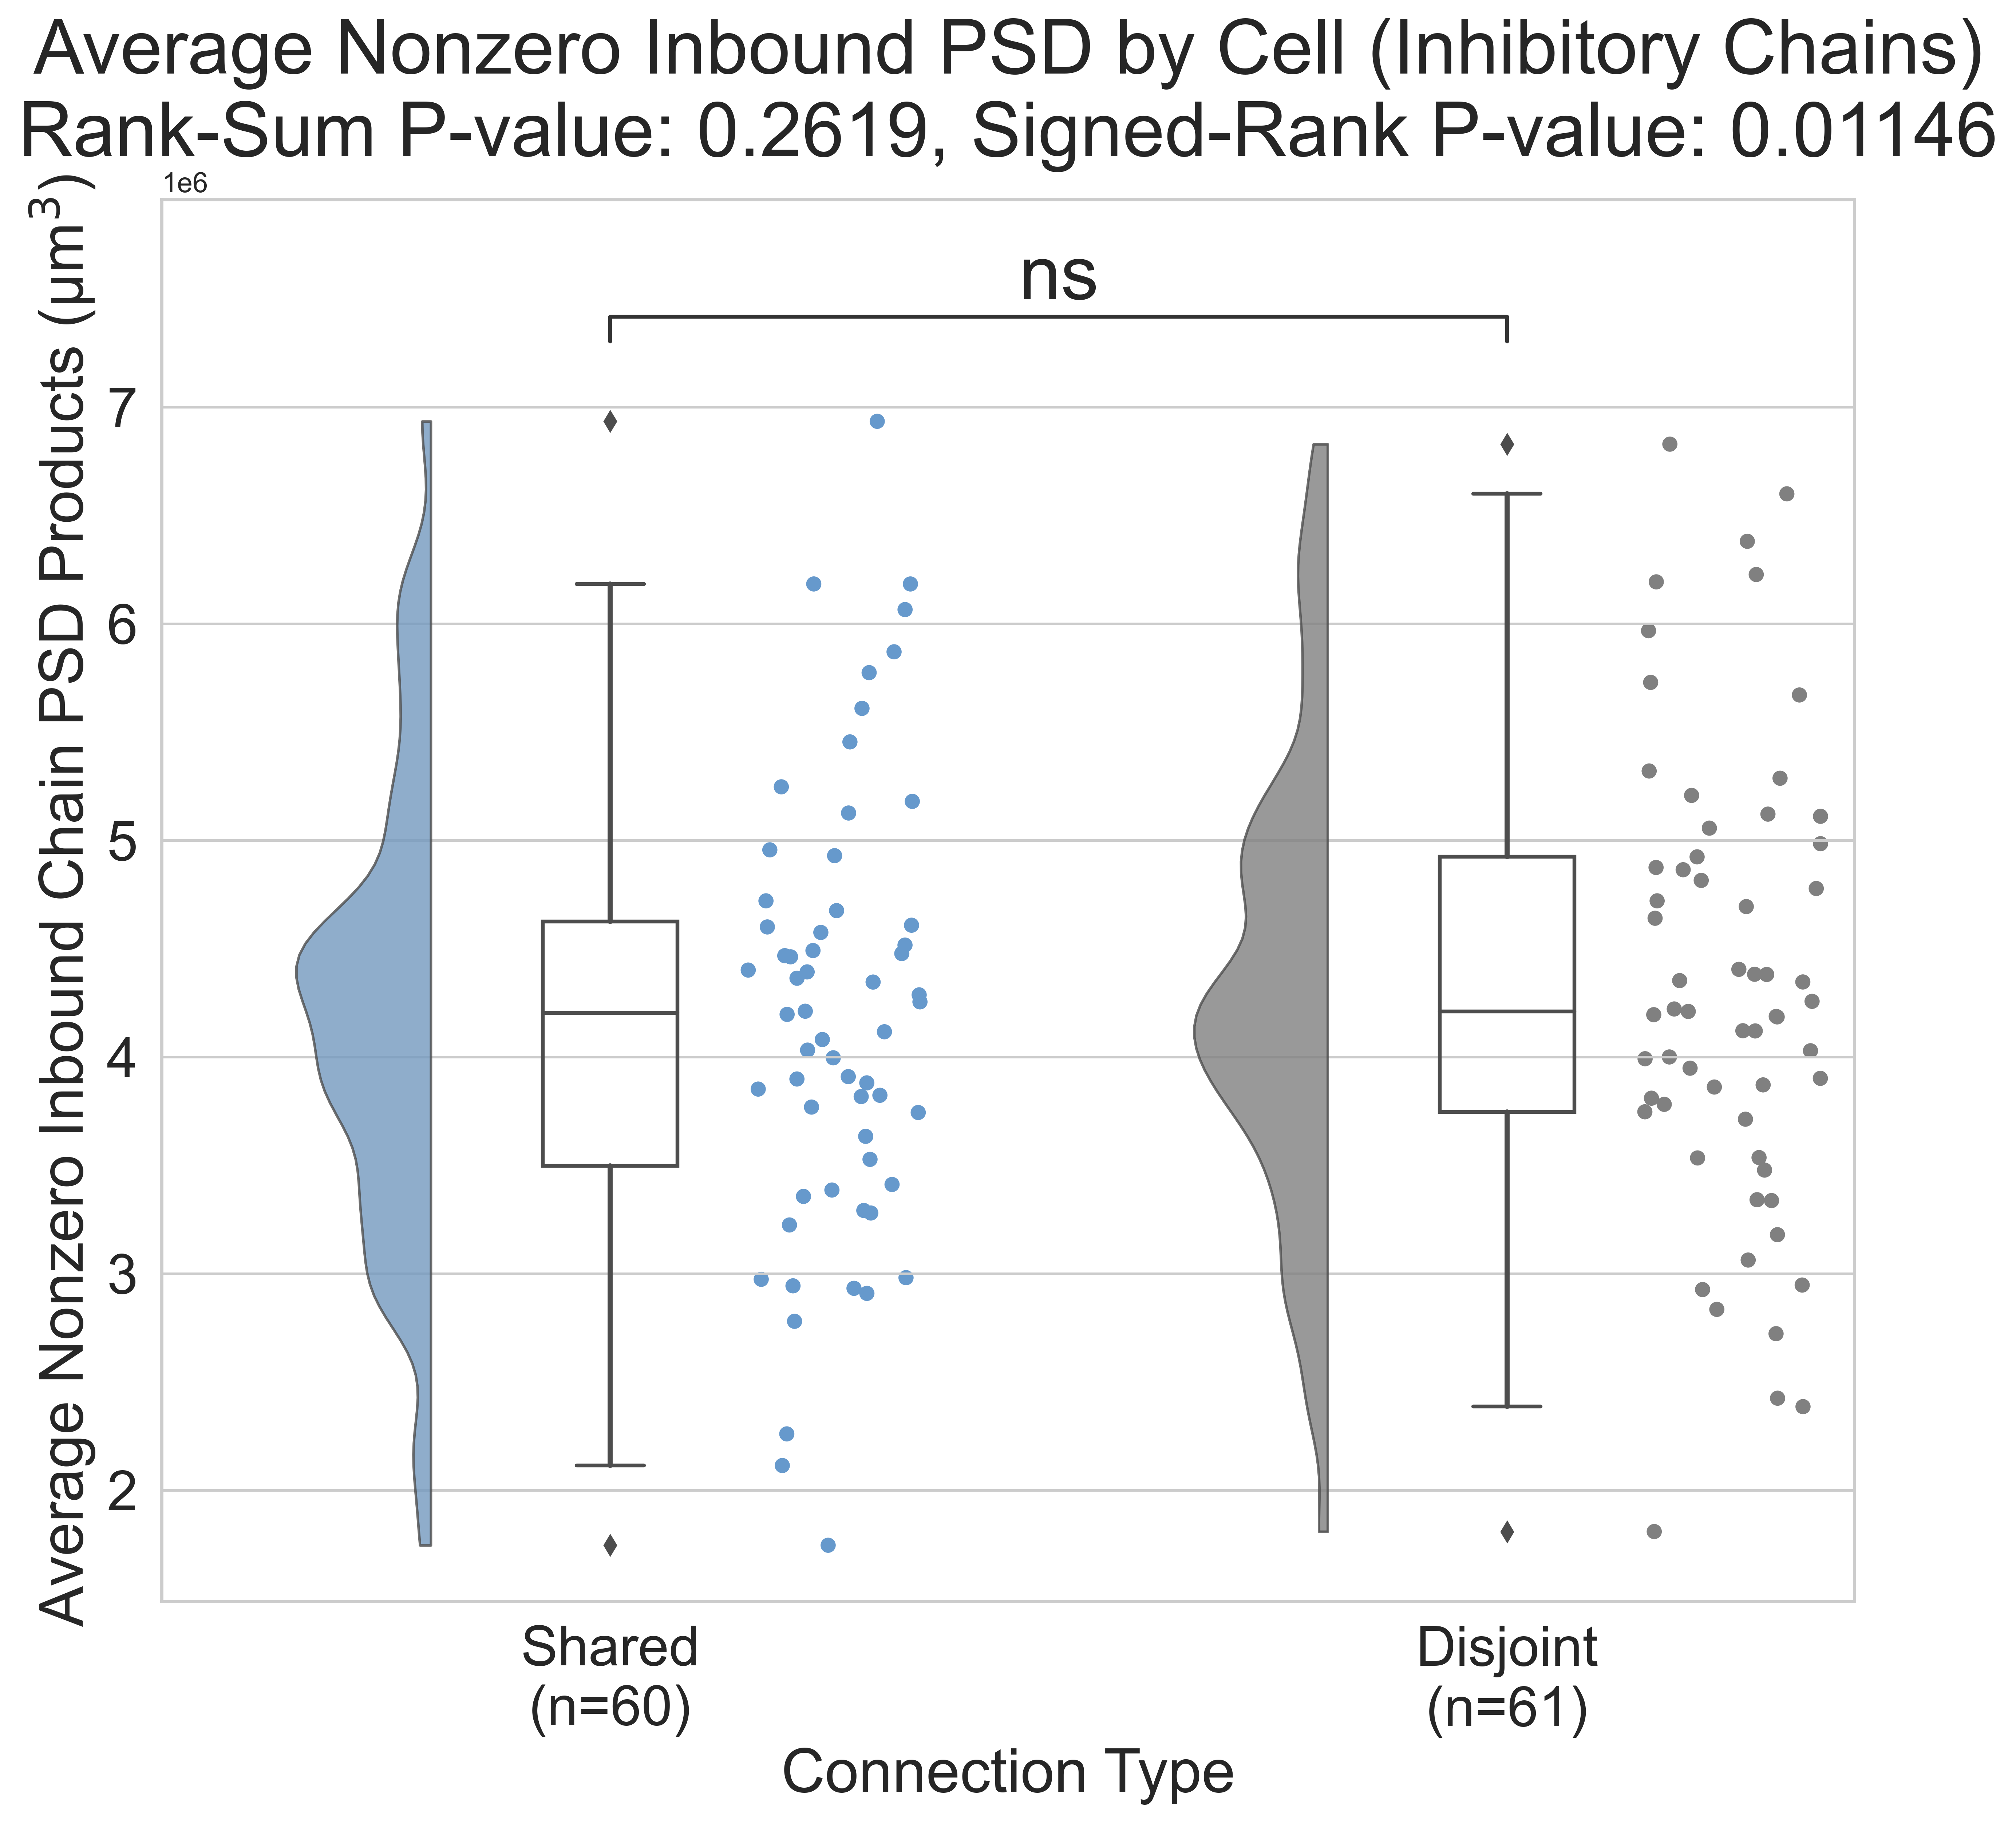 Average Nonzero Inbound PSD by Cell (Inhibitory Chains)
Rank-Sum P-value: 0.2619, Signed-Rank P-value: 0.01146
1e6
Average Nonzero Inbound Chain PSD Products (μm³)
ns
7
6
5
4
3
2
Shared
(n=60)
Disjoint
(n=61)
Connection Type